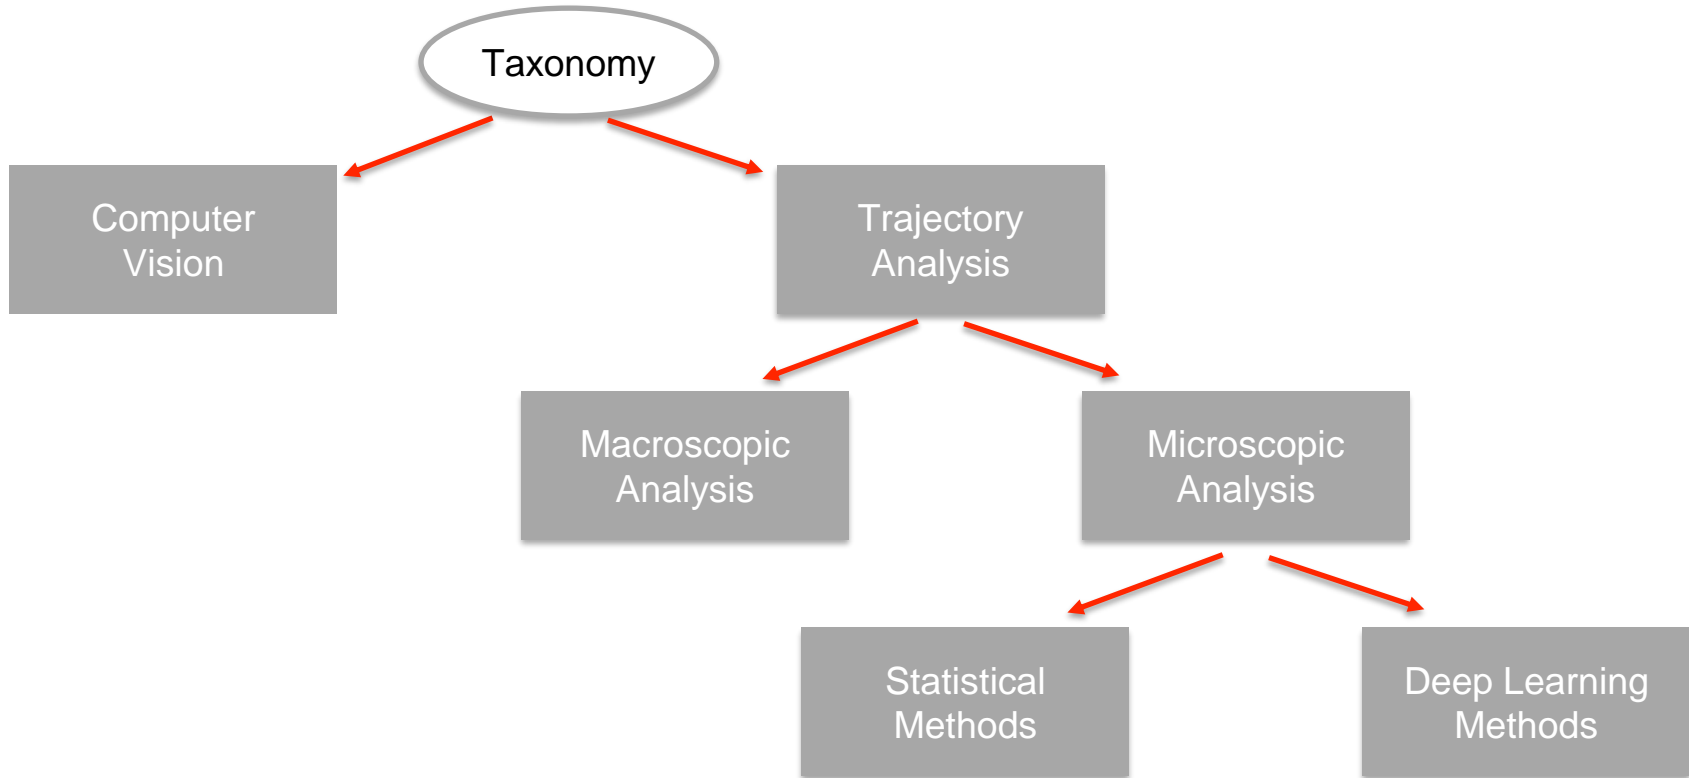 Taxonomy
Computer
Vision
Trajectory
Analysis
Macroscopic
Analysis
Microscopic
Analysis
Statistical
Methods
Deep Learning
Methods